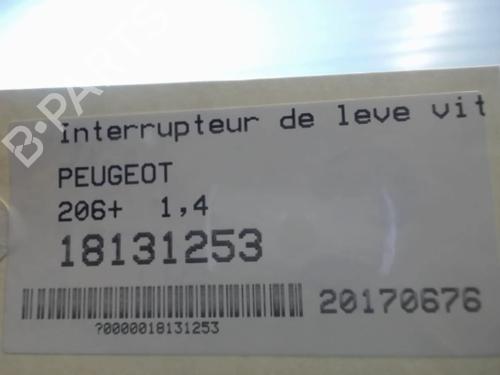 B-PARTS
Interrupteur de leve vit
PEUGEOT
206+ 1,4
18131253
20170676
?0000018131253